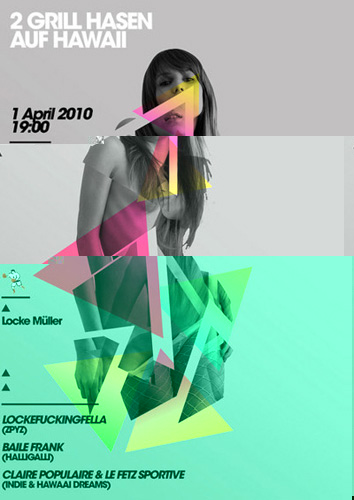 2 GRILL HASEN
AUF HAWAII
1 April 2010
19:00
Locke Müller
LOCKEFUCKINGFELLA
(ZPYZ)
BAILE FRANK
(HALLIGALLI)
CLAIRE POPULAIRE & LE FETZ SPORTIVE
(INDIE & HAWAAI DREAMS)